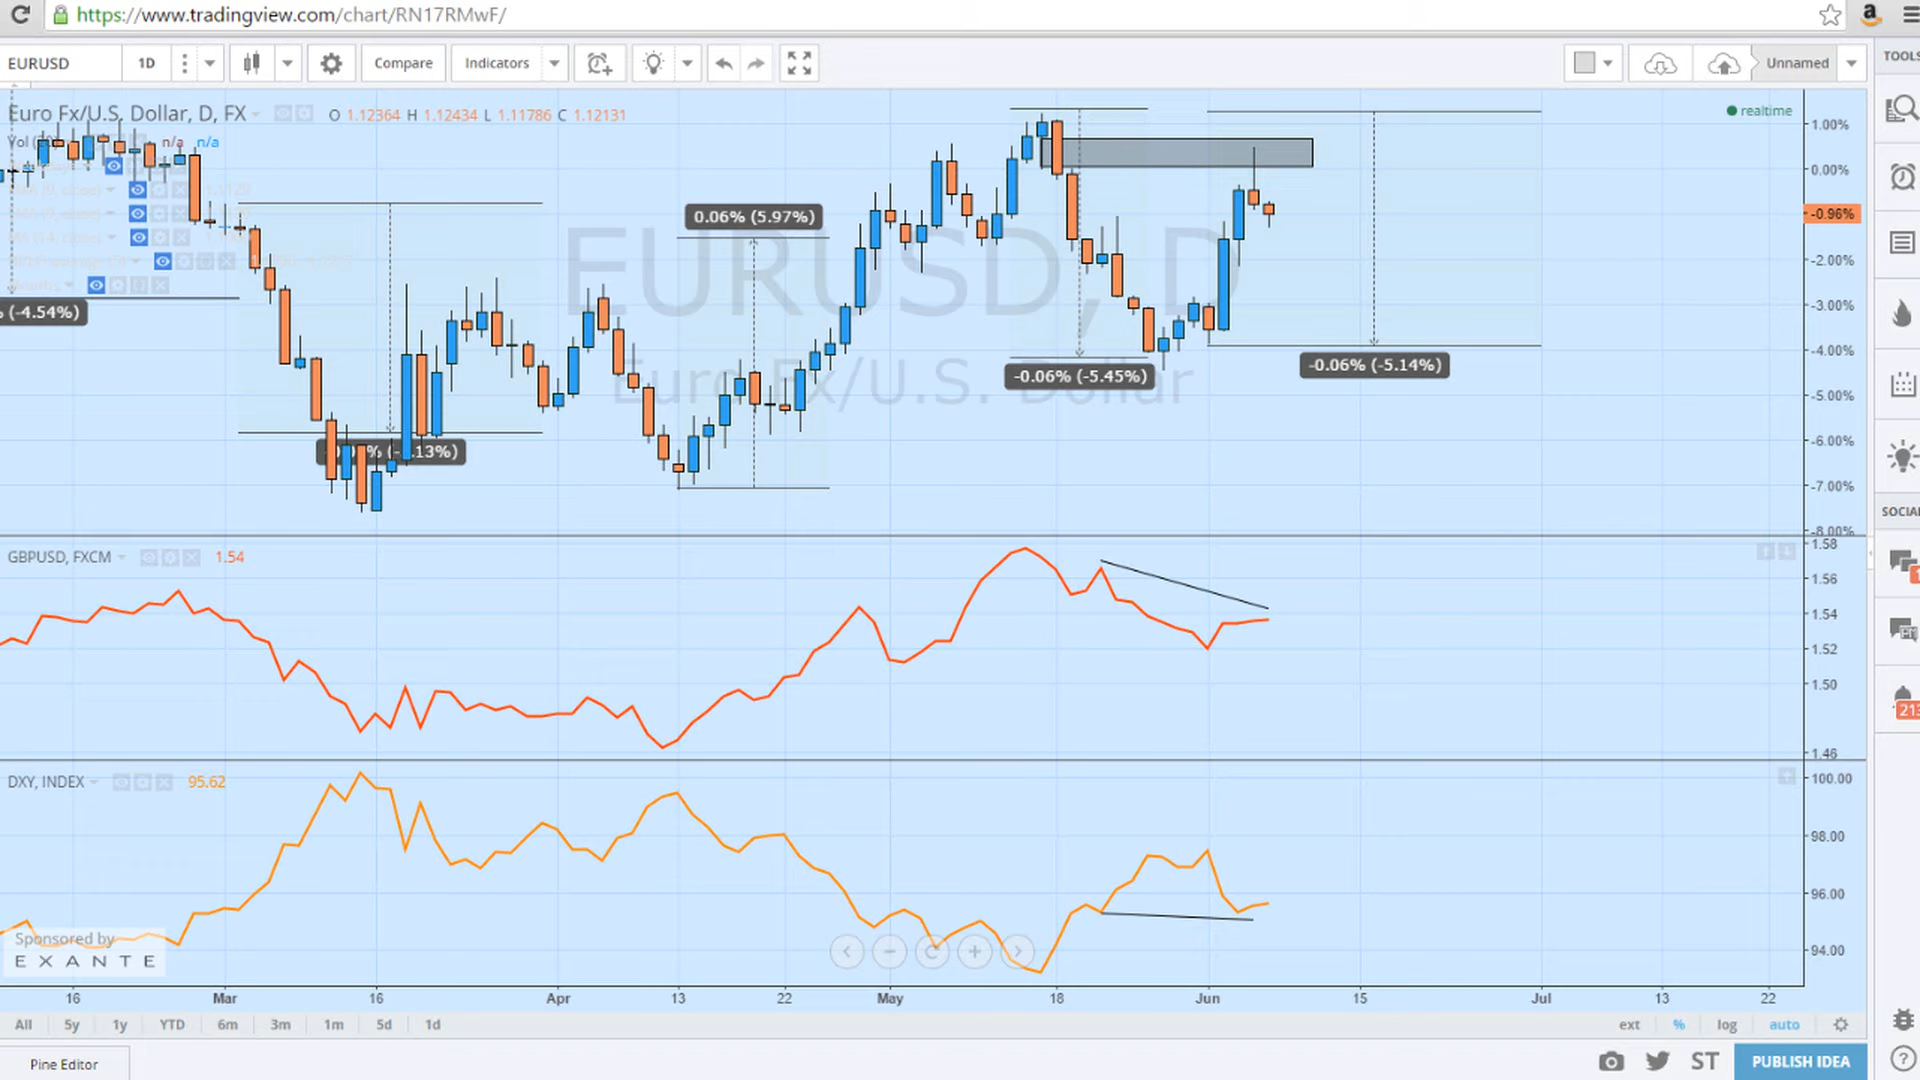 https://www.tradingview.com/chart/RN17RMwF/
EURUSD 1D Compare Indicators Unnamed TOOLS
Euro Fx/U.S. Dollar, D, FX O 1.12364 H 1.12434 L 1.11786 C 1.12131
realtime
n/a n/a
1.00%
0.00%
-0.96%
-2.00%
-3.00%
-4.00%
-5.00%
-6.00%
-7.00%
-8.00%
(-4.54%)
0.06% (5.97%)
-0.06% (-5.45%)
-0.06% (-5.14%)
EURUSD, D
Euro Fx/U.S. Dollar
SOCIAL
GBPUSD, FXCM 1.54
1.58
1.56
1.54
1.52
1.50
1.46
213
DXY, INDEX 95.62
100.00
98.00
96.00
94.00
Sponsored by
EXANTE
16 Mar 16 Apr 13 22 May 18 Jun 15 Jul 13 22
All 5y 1y YTD 6m 3m 1m 5d 1d ext % log auto
Pine Editor ST PUBLISH IDEA